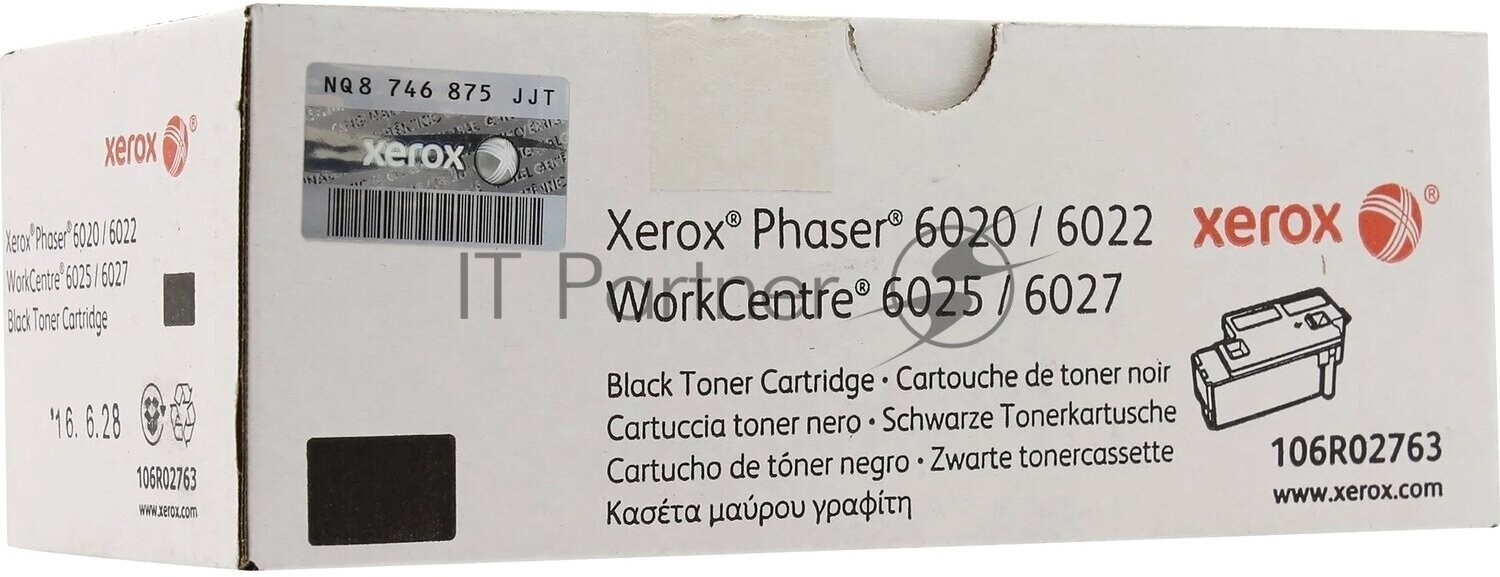 xerox®
Xerox® Phaser® 6020 / 6022
WorkCentre® 6025 / 6027
Black Toner Cartridge
'16. 6.28
106R02763
www.xerox.com
NQ8 746 875 JJT
xerox
Xerox® Phaser® 6020 / 6022
WorkCentre® 6025 / 6027
xerox®
IT Partner
Black Toner Cartridge · Cartouche de toner noir
Cartuccia toner nero · Schwarze Tonerkartusche
Cartucho de tóner negro · Zwarte tonercassette
Κασέτα μαύρου γραφίτη
106R02763
www.xerox.com